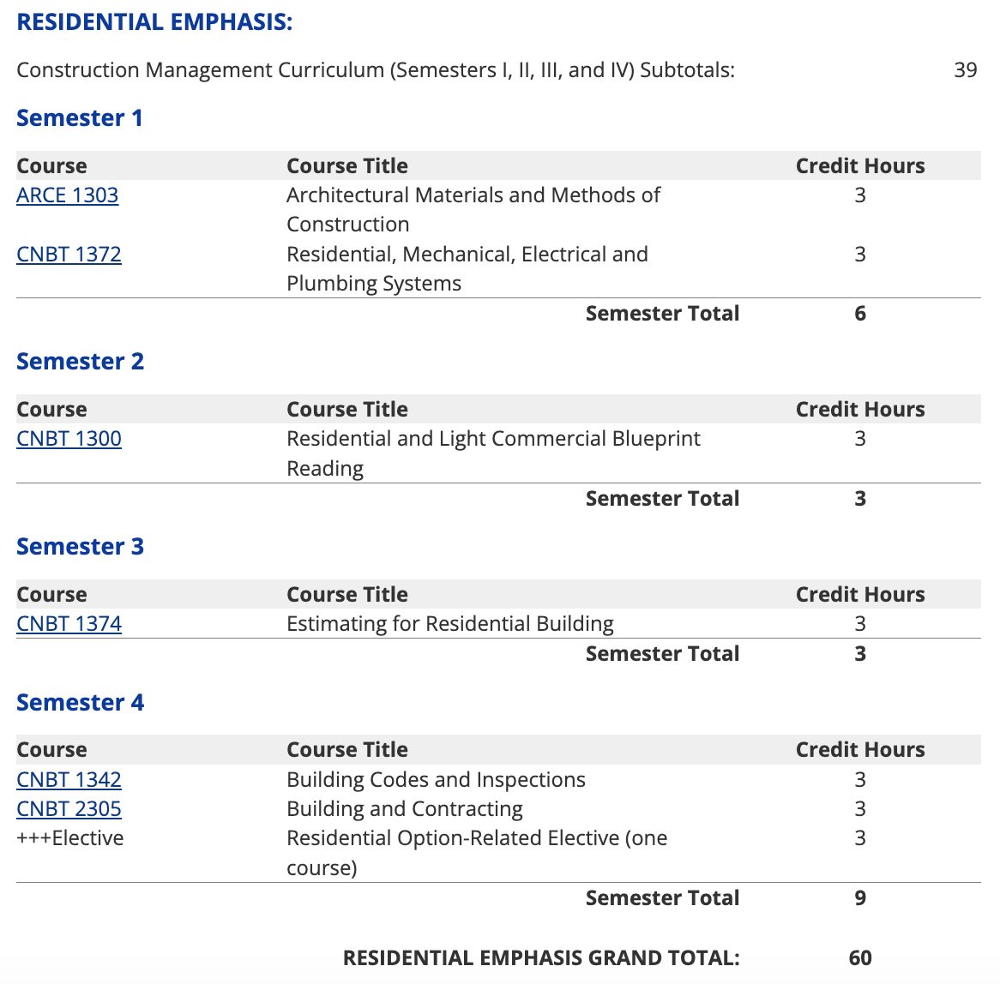 RESIDENTIAL EMPHASIS:
Construction Management Curriculum (Semesters I, II, III, and IV) Subtotals: 39
Semester 1
Course Course Title Credit Hours
ARCE 1303 Architectural Materials and Methods of 3
Construction
CNBT 1372 Residential, Mechanical, Electrical and 3
Plumbing Systems
Semester Total 6
Semester 2
Course Course Title Credit Hours
CNBT 1300 Residential and Light Commercial Blueprint 3
Reading
Semester Total 3
Semester 3
Course Course Title Credit Hours
CNBT 1374 Estimating for Residential Building 3
Semester Total 3
Semester 4
Course Course Title Credit Hours
CNBT 1342 Building Codes and Inspections 3
CNBT 2305 Building and Contracting 3
+++Elective Residential Option-Related Elective (one 3
course)
Semester Total 9
RESIDENTIAL EMPHASIS GRAND TOTAL: 60